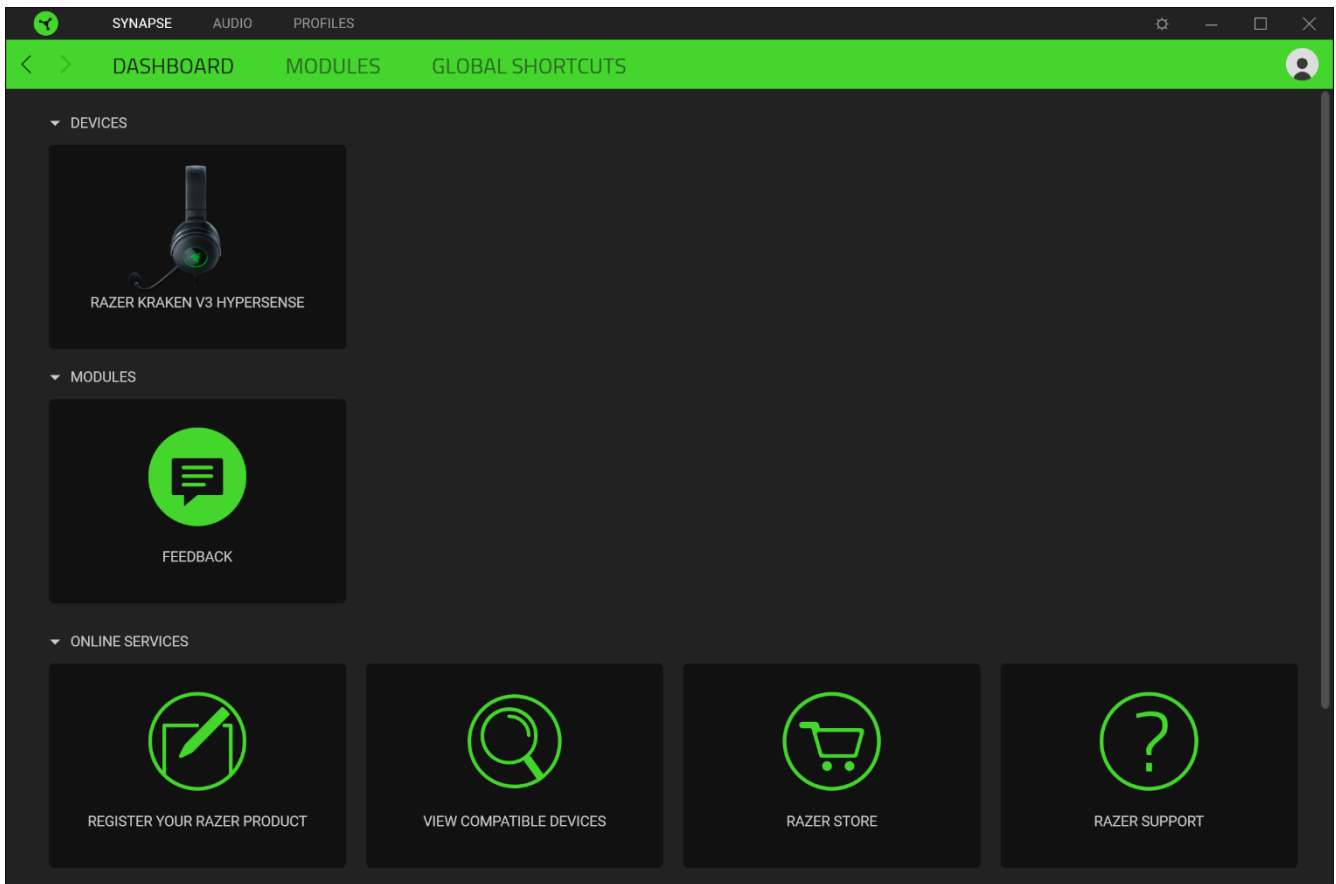 SYNAPSE AUDIO PROFILES
DASHBOARD MODULES GLOBAL SHORTCUTS
DEVICES
RAZER KRAKEN V3 HYPERSENSE
MODULES
FEEDBACK
ONLINE SERVICES
REGISTER YOUR RAZER PRODUCT VIEW COMPATIBLE DEVICES RAZER STORE RAZER SUPPORT